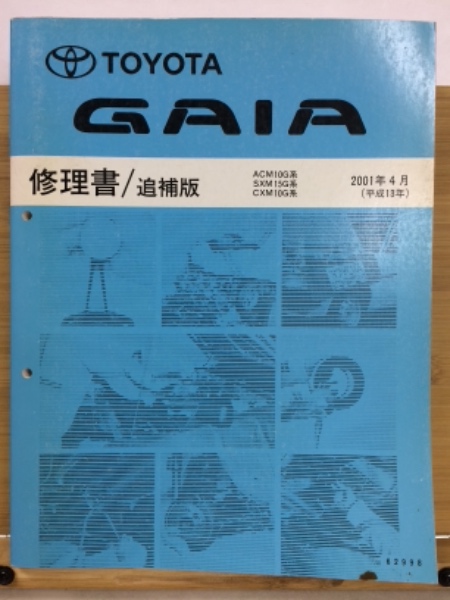 TOYOTA
GAIA
修理書/追補版
ACM10G系
SXM15G系
CXM10G系
2001年4月
(平成13年)
62998